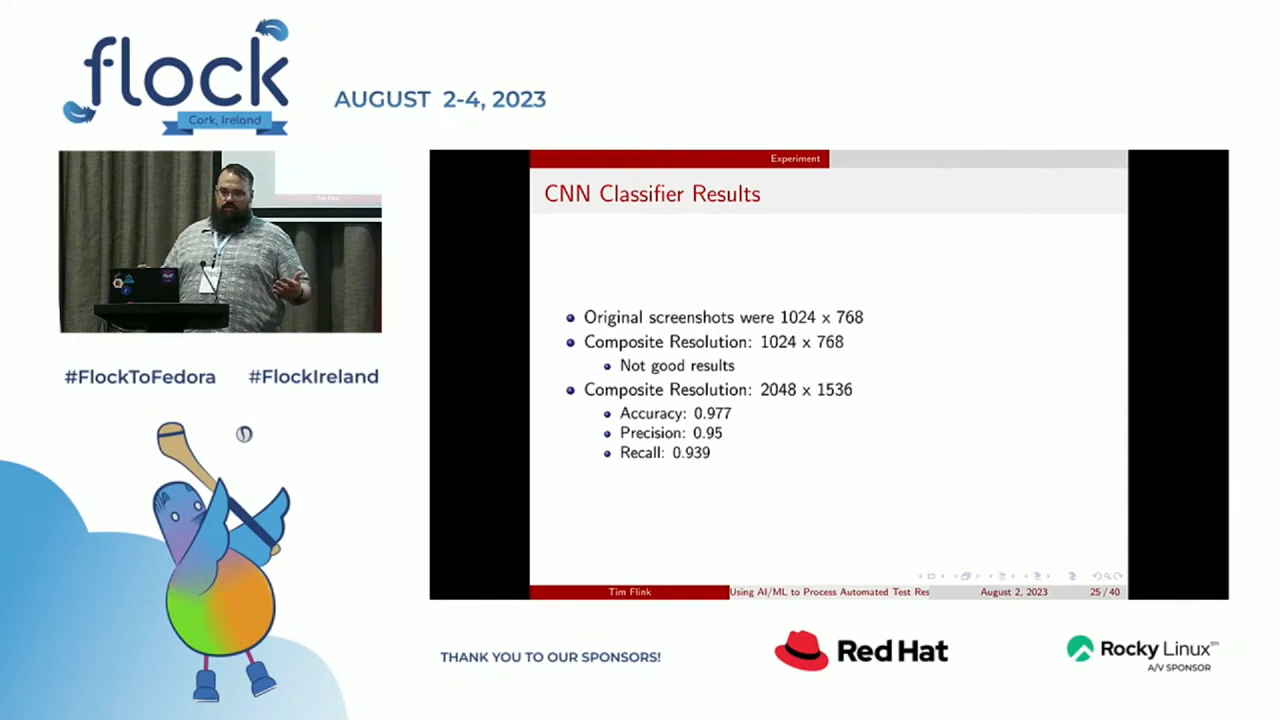 flock
Cork, Ireland
AUGUST 2-4, 2023
Experiment
CNN Classifier Results
Original screenshots were 1024 x 768
Composite Resolution: 1024 x 768
Not good results
Composite Resolution: 2048 x 1536
Accuracy: 0.977
Precision: 0.95
Recall: 0.939
Tim Flink
Using AI/ML to Process Automated Test Res
August 2, 2023
25 / 40
#FlockToFedora #FlockIreland
THANK YOU TO OUR SPONSORS!
Red Hat
Rocky Linux™
A/V SPONSOR